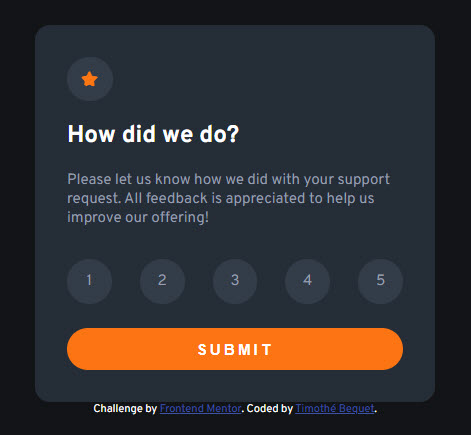 How did we do?
Please let us know how we did with your support
request. All feedback is appreciated to help us
improve our offering!
1 2 3 4 5
SUBMIT
Challenge by Frontend Mentor. Coded by Timothé Bequet.